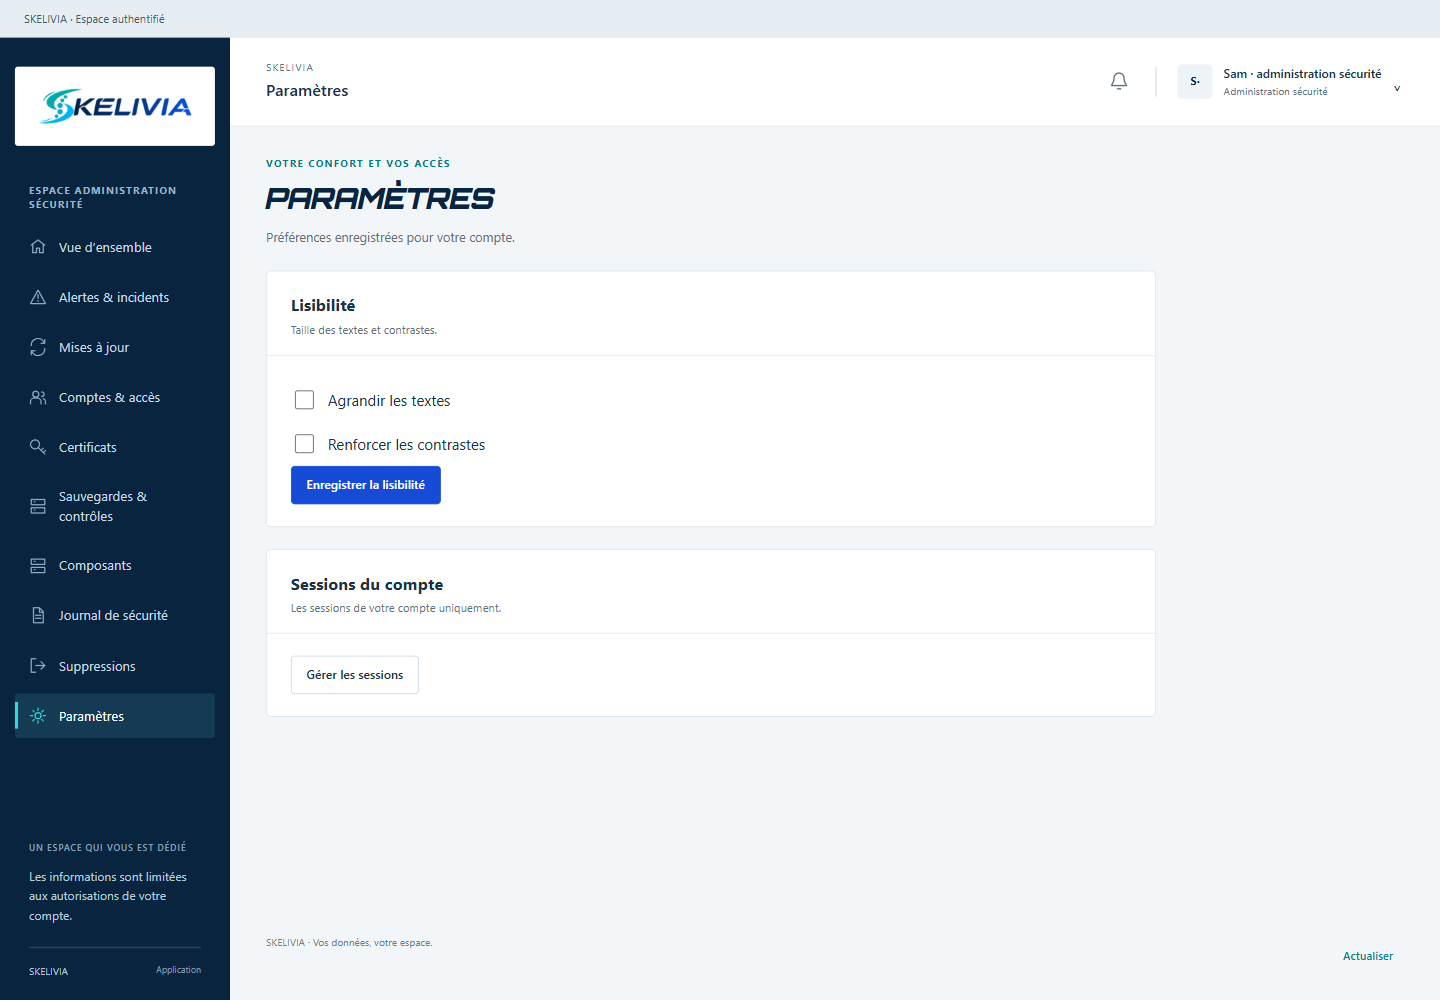 SKELIVIA · Espace authentifié
SKELIVIA
ESPACE ADMINISTRATION
SÉCURITÉ
Vue d'ensemble
Alertes & incidents
Mises à jour
Comptes & accès
Certificats
Sauvegardes &
contrôles
Composants
Journal de sécurité
Suppressions
Paramètres
UN ESPACE QUI VOUS EST DÉDIÉ
Les informations sont limitées
aux autorisations de votre
compte.
SKELIVIA
Application
SKELIVIA
Paramètres
S·
Sam · administration sécurité
Administration sécurité
VOTRE CONFORT ET VOS ACCÈS
PARAMÈTRES
Préférences enregistrées pour votre compte.
Lisibilité
Taille des textes et contrastes.
Agrandir les textes
Renforcer les contrastes
Enregistrer la lisibilité
Sessions du compte
Les sessions de votre compte uniquement.
Gérer les sessions
SKELIVIA · Vos données, votre espace.
Actualiser